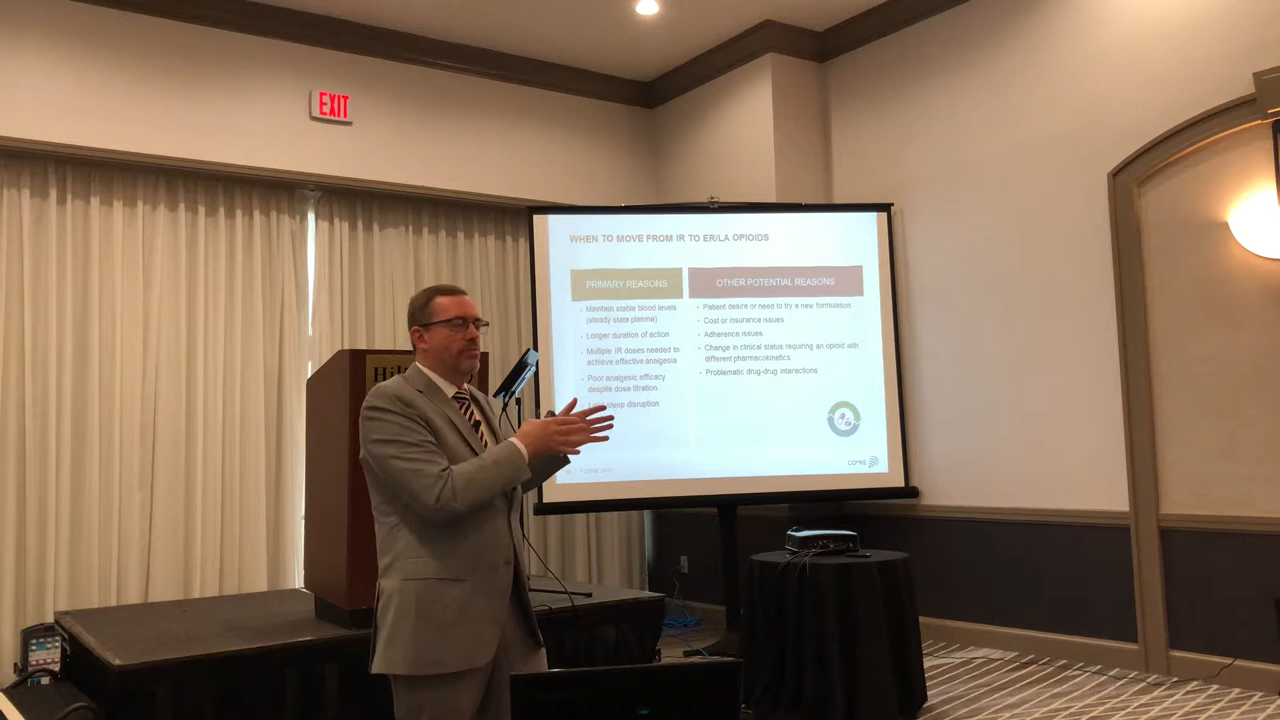 EXIT
WHEN TO MOVE FROM IR TO ER/LA OPIOIDS
PRIMARY REASONS
- Maintain stable blood levels
(steady state plasma)
- Longer duration of action
- Multiple IR doses needed to
achieve effective analgesia
- Poor analgesic efficacy
despite dose titration
sleep disruption
OTHER POTENTIAL REASONS
- Patient desire or need to try a new formulation
- Cost or insurance issues
- Adherence issues
- Change in clinical status requiring an opioid with
different pharmacokinetics
- Problematic drug-drug interactions
CO*RE